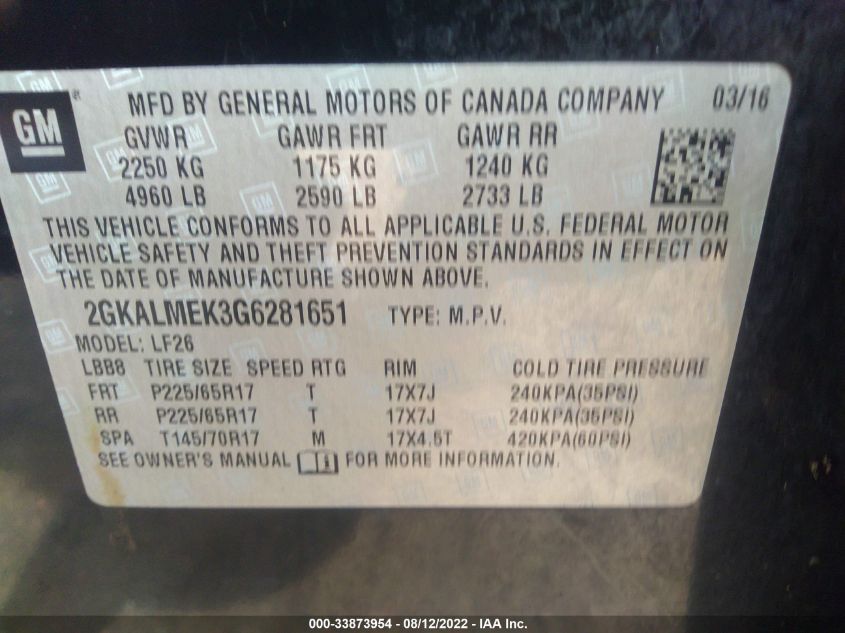 GM
MFD BY GENERAL MOTORS OF CANADA COMPANY 03/16
GVWR GAWR FRT GAWR RR
2250 KG 1175 KG 1240 KG
4960 LB 2590 LB 2733 LB
THIS VEHICLE CONFORMS TO ALL APPLICABLE U.S. FEDERAL MOTOR
VEHICLE SAFETY AND THEFT PREVENTION STANDARDS IN EFFECT ON
THE DATE OF MANUFACTURE SHOWN ABOVE.
2GKALMEK3G6281651 TYPE: M.P.V.
MODEL: LF26
LBB8 TIRE SIZE SPEED RTG RIM COLD TIRE PRESSURE
FRT P225/65R17 T 17X7J 240KPA(35PSI)
RR P225/65R17 T 17X7J 240KPA(35PSI)
SPA T145/70R17 M 17X4.5T 420KPA(60PSI)
SEE OWNER'S MANUAL i FOR MORE INFORMATION.
000-33873954 - 08/12/2022 - IAA Inc.